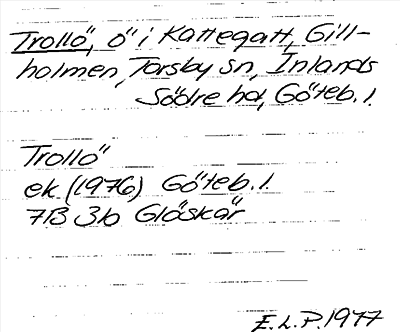 Trollö, ö i Kattegatt, Gill-
holmen, Torsby sn, Inlands
Södre hd, Göteb. l.
Trollö
ek. (1976) Göteb. l.
7B 3b Glöskär
E.L.P. 1977